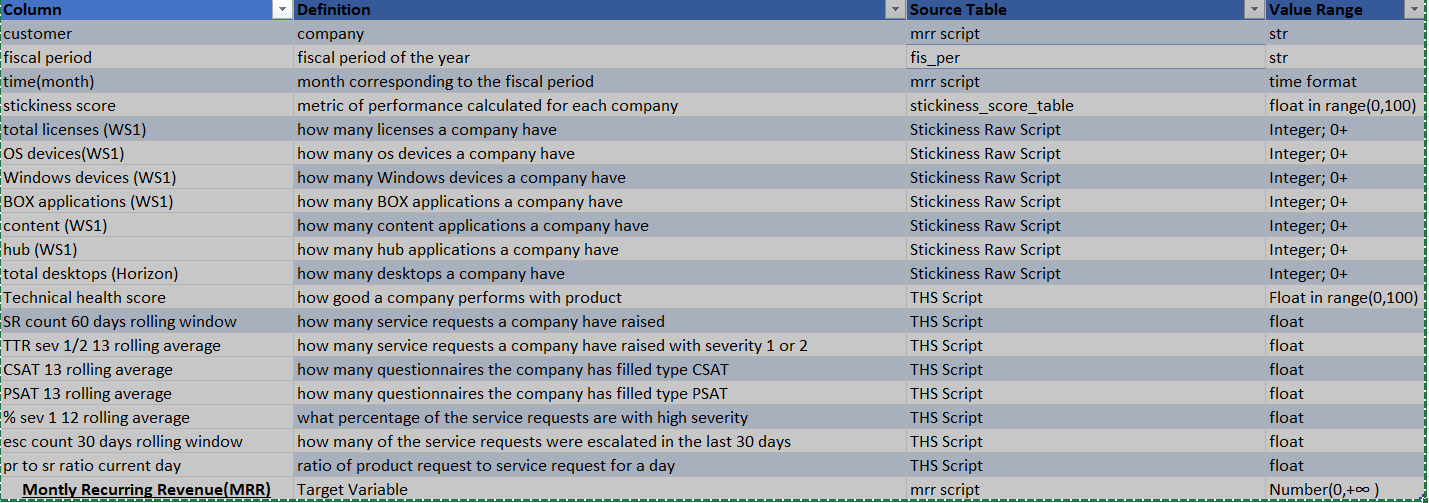 Column Definition Source Table Value Range
customer company mrr script str
fiscal period fiscal period of the year fis_per str
time(month) month corresponding to the fiscal period mrr script time format
stickiness score metric of performance calculated for each company stickiness_score_table float in range(0,100)
total licenses (WS1) how many licenses a company have Stickiness Raw Script Integer; 0+
OS devices(WS1) how many os devices a company have Stickiness Raw Script Integer; 0+
Windows devices (WS1) how many Windows devices a company have Stickiness Raw Script Integer; 0+
BOX applications (WS1) how many BOX applications a company have Stickiness Raw Script Integer; 0+
content (WS1) how many content applications a company have Stickiness Raw Script Integer; 0+
hub (WS1) how many hub applications a company have Stickiness Raw Script Integer; 0+
total desktops (Horizon) how many desktops a company have Stickiness Raw Script Integer; 0+
Technical health score how good a company performs with product THS Script Float in range(0,100)
SR count 60 days rolling window how many service requests a company have raised THS Script float
TTR sev 1/2 13 rolling average how many service requests a company have raised with severity 1 or 2 THS Script float
CSAT 13 rolling average how many questionnaires the company has filled type CSAT THS Script float
PSAT 13 rolling average how many questionnaires the company has filled type PSAT THS Script float
% sev 1 12 rolling average what percentage of the service requests are with high severity THS Script float
esc count 30 days rolling window how many of the service requests were escalated in the last 30 days THS Script float
pr to sr ratio current day ratio of product request to service request for a day THS Script float
Montly Recurring Revenue(MRR) Target Variable mrr script Number(0,+∞ )